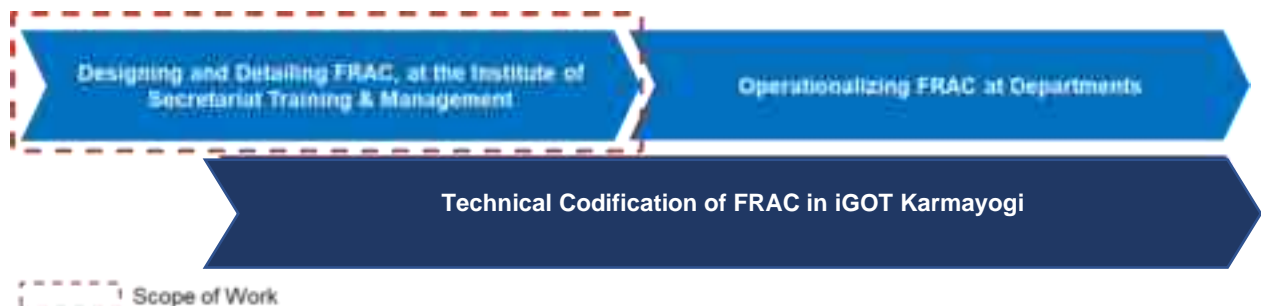 Designing and Detailing FRAC, at the Institute of
Secretariat Training & Management
Operationalizing FRAC at Departments
Technical Codification of FRAC in iGOT Karmayogi
Scope of Work